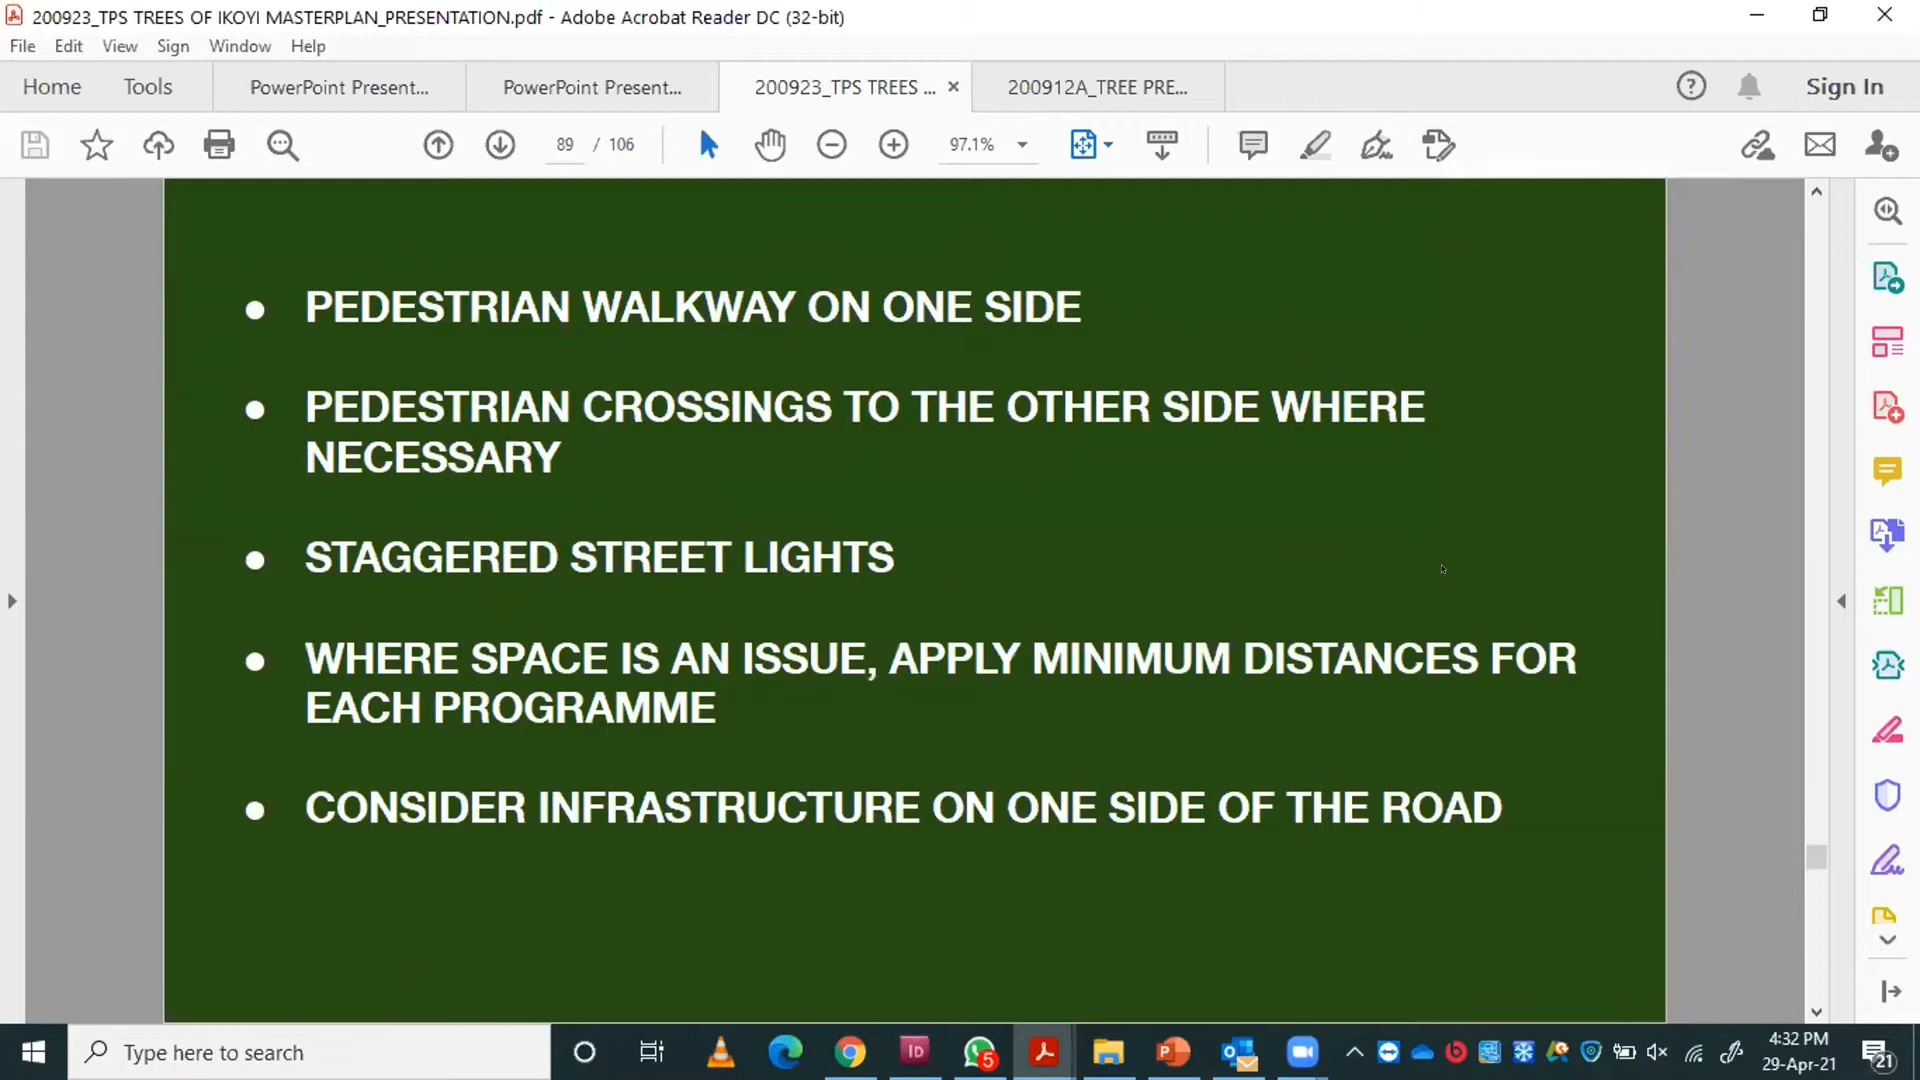 200923_TPS TREES OF IKOYI MASTERPLAN_PRESENTATION.pdf - Adobe Acrobat Reader DC (32-bit)
File Edit View Sign Window Help
Home Tools PowerPoint Present... PowerPoint Present... 200923_TPS TREES ... × 200912A_TREE PRE... Sign In
89 / 106 97.1%
• PEDESTRIAN WALKWAY ON ONE SIDE
• PEDESTRIAN CROSSINGS TO THE OTHER SIDE WHERE
NECESSARY
• STAGGERED STREET LIGHTS
• WHERE SPACE IS AN ISSUE, APPLY MINIMUM DISTANCES FOR
EACH PROGRAMME
• CONSIDER INFRASTRUCTURE ON ONE SIDE OF THE ROAD
Type here to search
5
4:32 PM
29-Apr-21
21